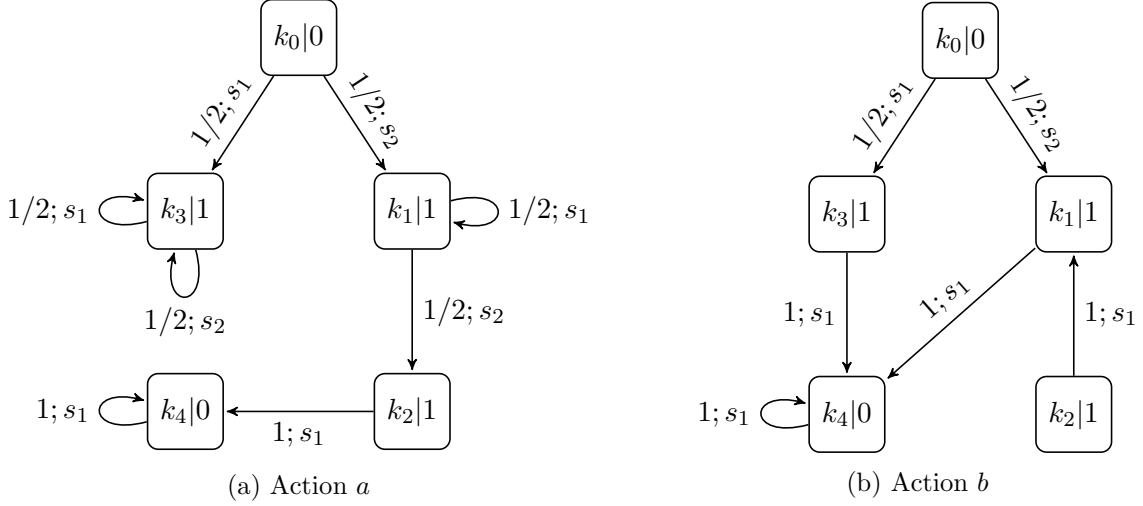 k₀|0
1/2; s₁
1/2; s₂
1/2; s₁
k₃|1
k₁|1
1/2; s₁
1/2; s₂
1/2; s₂
1; s₁
k₄|0
1; s₁
k₂|1
(a) Action a
k₀|0
1/2; s₁
1/2; s₂
k₃|1
k₁|1
1; s₁
1; s₁
1; s₁
1; s₁
k₄|0
k₂|1
(b) Action b